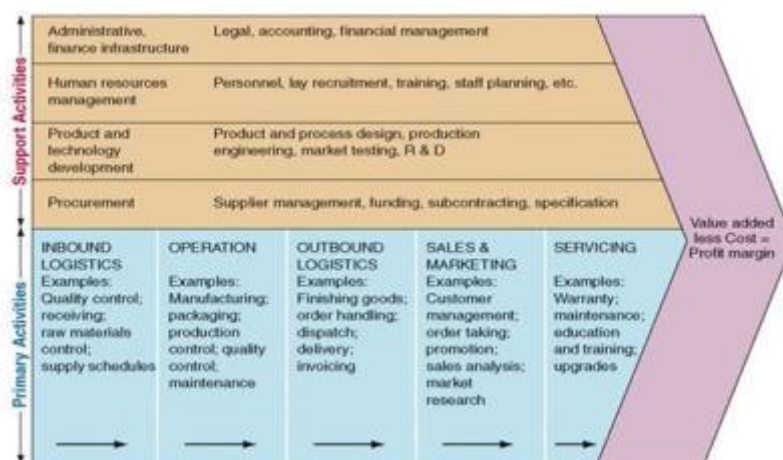 Support Activities
Administrative,
finance infrastructure
Legal, accounting, financial management
Human resources
management
Personnel, lay recruitment, training, staff planning, etc.
Product and
technology
development
Product and process design, production
engineering, market testing, R & D
Procurement
Supplier management, funding, subcontracting, specification
Primary Activities
INBOUND
LOGISTICS
Examples:
Quality control;
receiving;
raw materials
control;
supply schedules
OPERATION
Examples:
Manufacturing;
packaging;
production
control; quality
control;
maintenance
OUTBOUND
LOGISTICS
Examples:
Finishing goods;
order handling;
dispatch;
delivery;
invoicing
SALES &
MARKETING
Examples:
Customer
management;
order taking;
promotion;
sales analysis;
market
research
SERVICING
Examples:
Warranty;
maintenance;
education
and training;
upgrades
Value added
less Cost =
Profit margin